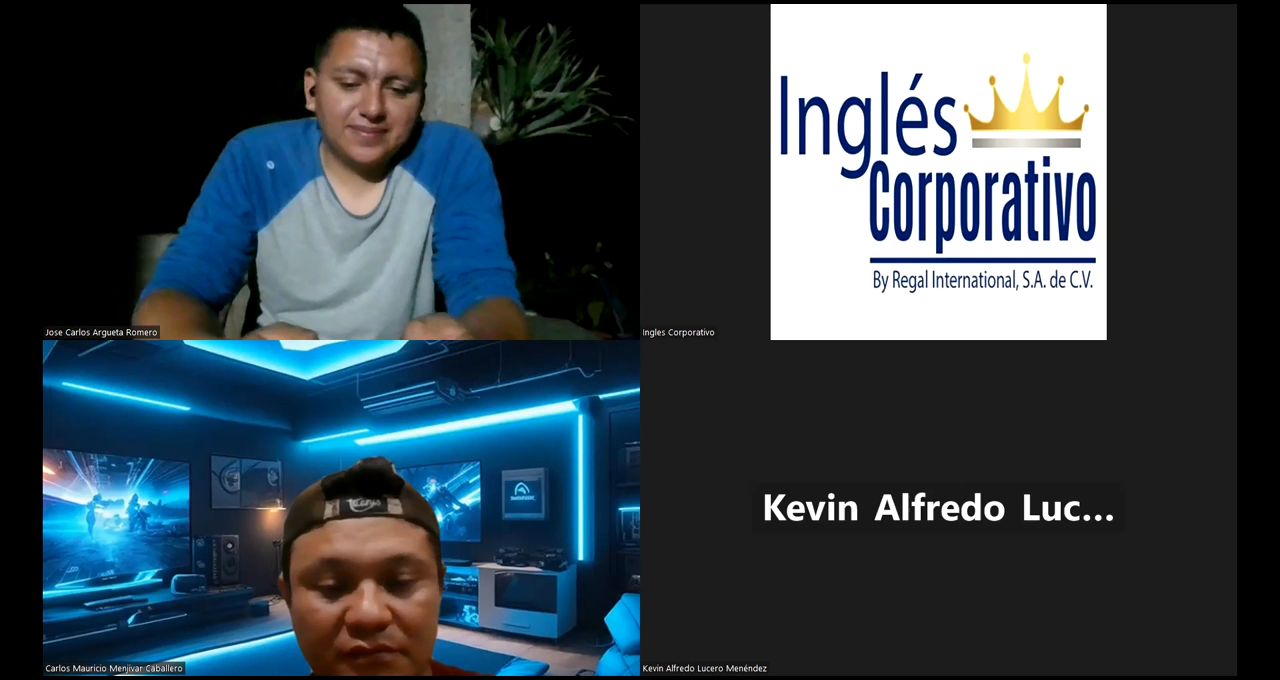 Jose Carlos Argueta Romero
Inglés
Corporativo
By Regal International, S.A. de C.V.
Ingles Corporativo
Carlos Mauricio Menjivar Caballero
Kevin Alfredo Luc...
Kevin Alfredo Lucero Menéndez